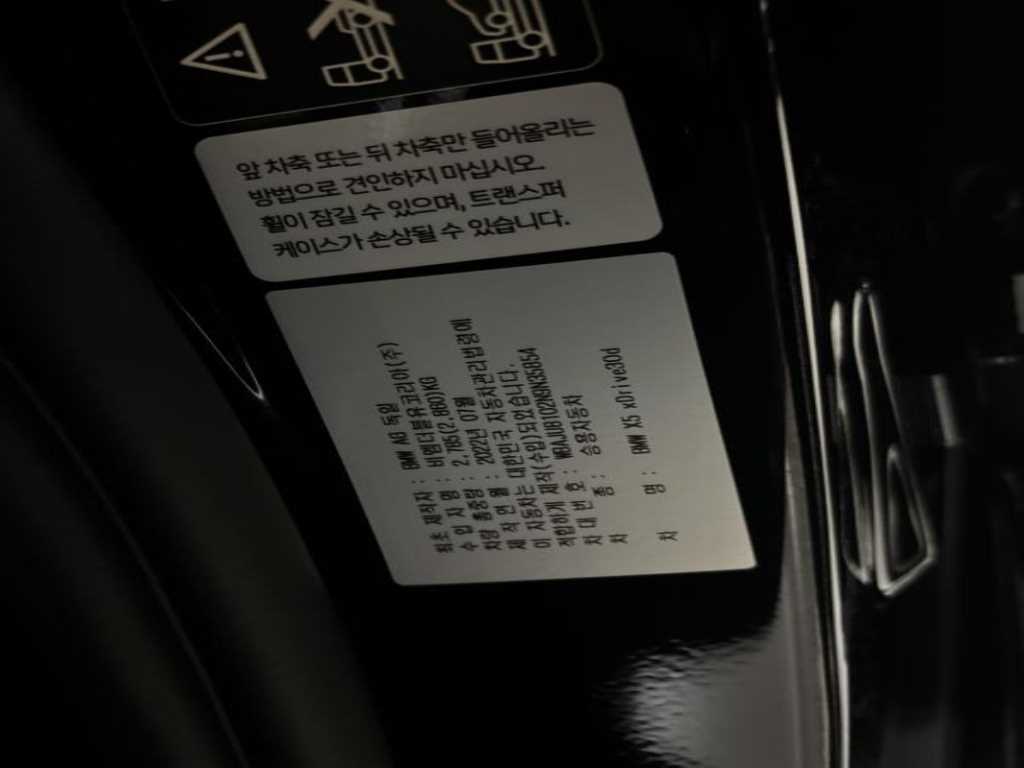 앞 차축 또는 뒤 차축만 들어올리는
방법으로 견인하지 마십시오.
휠이 잠길 수 있으며, 트랜스퍼
케이스가 손상될 수 있습니다.
최초 제작자 : BMW AG 독일
수 입 자 명 : 비엠더블유코리아(주)
차량 총중량 : 2,785(2,860)KG
제 작 연 월 : 2022년 07월
이 자동차는 대한민국 자동차관리법령에
적합하게 제작(수입)되었습니다.
차 대 번 호 : WBAJU8102N9N35854
차 종 : 승용자동차
차 명 : BMW X5 xDrive30d